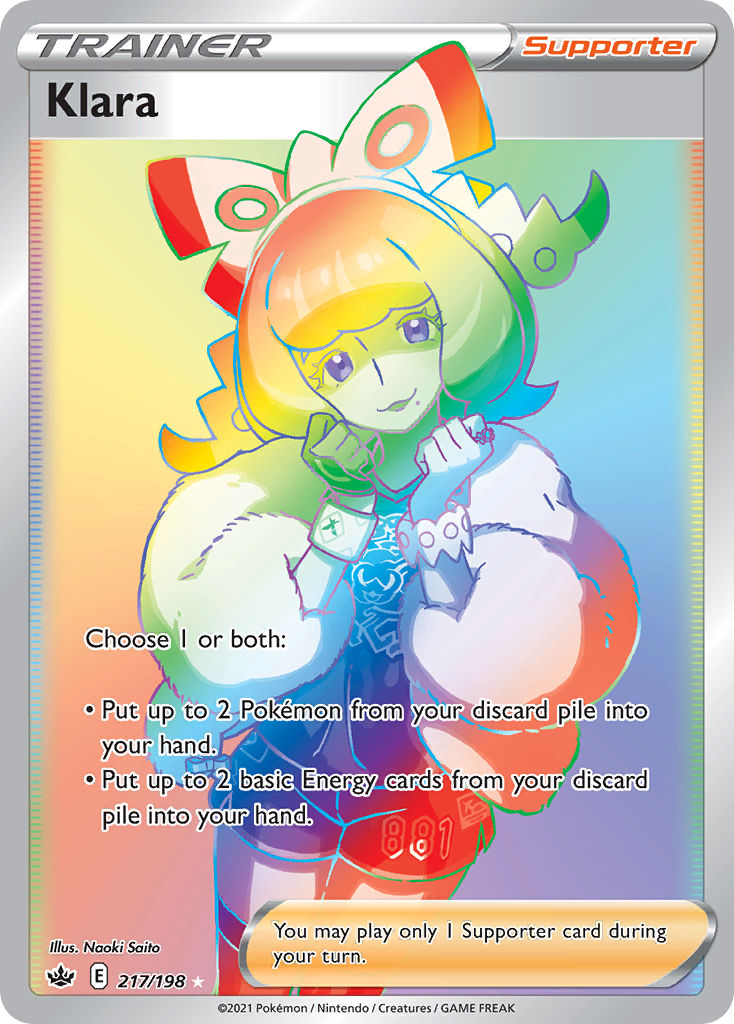 TRAINER Supporter
Klara
Choose 1 or both:
• Put up to 2 Pokémon from your discard pile into
your hand.
• Put up to 2 basic Energy cards from your discard
pile into your hand.
881
You may play only 1 Supporter card during
your turn.
Illus. Naoki Saito
E 217/198
©2021 Pokémon / Nintendo / Creatures / GAME FREAK